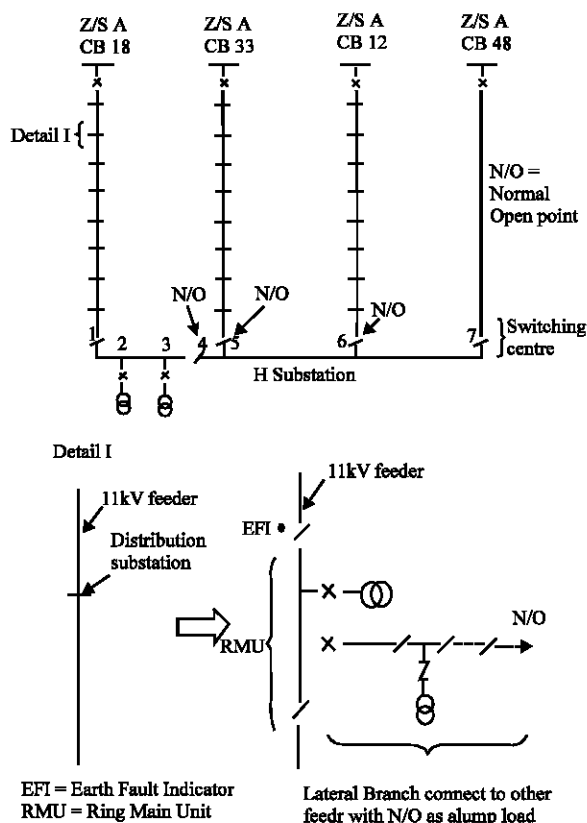 Z/S A
CB 18
Z/S A
CB 33
Z/S A
CB 12
Z/S A
CB 48
Detail I
N/O =
Normal
Open point
N/O
N/O
N/O
1
2
3
4
5
6
7
Switching
centre
H Substation
Detail I
11kV feeder
Distribution
substation
11kV feeder
EFI
RMU
N/O
EFI = Earth Fault Indicator
RMU = Ring Main Unit
Lateral Branch connect to other
feedr with N/O as alump load